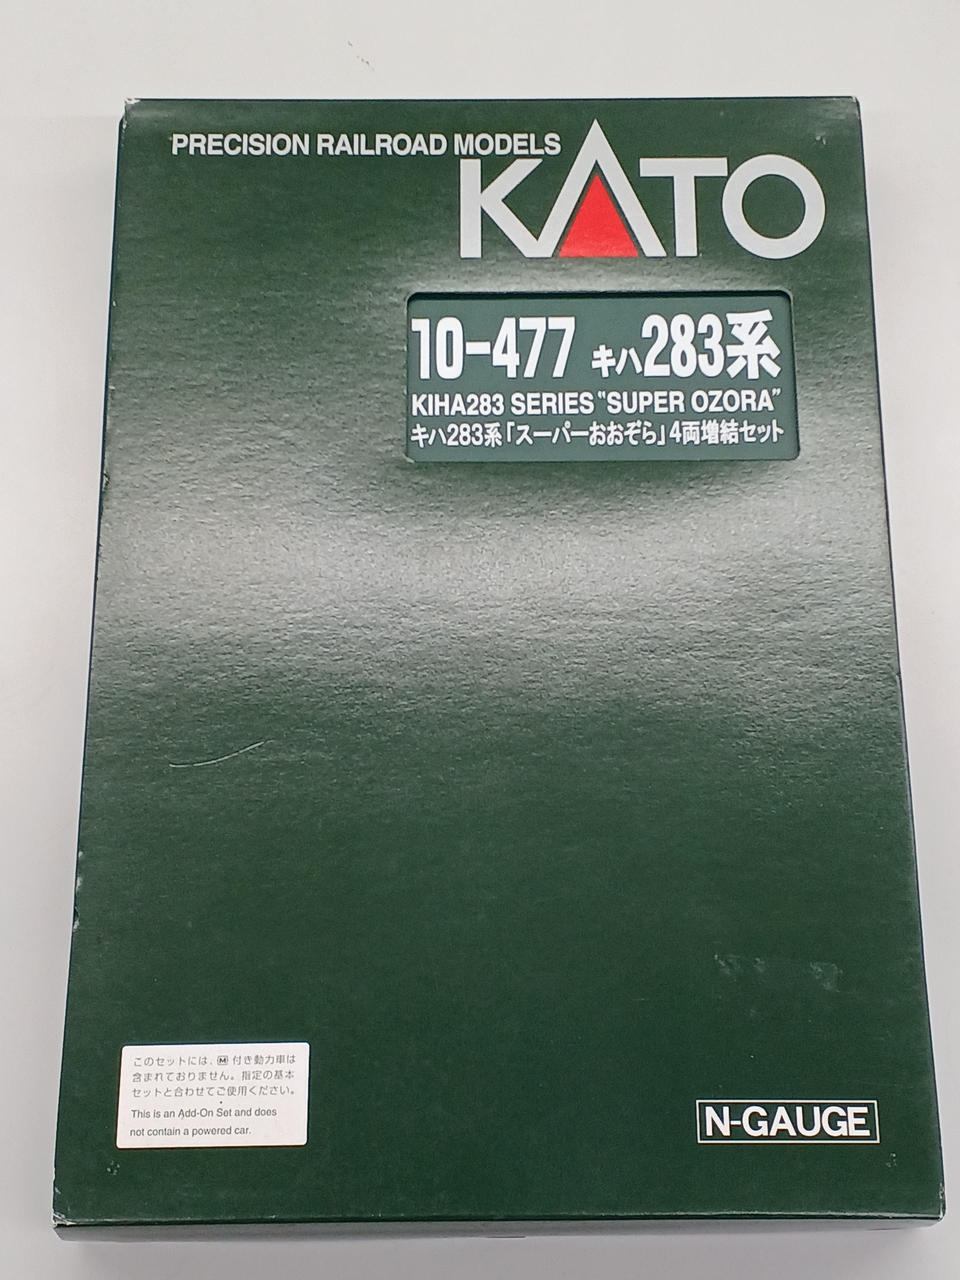 PRECISION RAILROAD MODELS
KATO
10-477 キハ283系
KIHA283 SERIES "SUPER OZORA"
キハ283系「スーパーおおぞら」4両増結セット
このセットには、Ⓜ付き動力車は
含まれておりません。指定の基本
セットと合わせてご使用ください。
This is an Add-On Set and does
not contain a powered car.
N-GAUGE